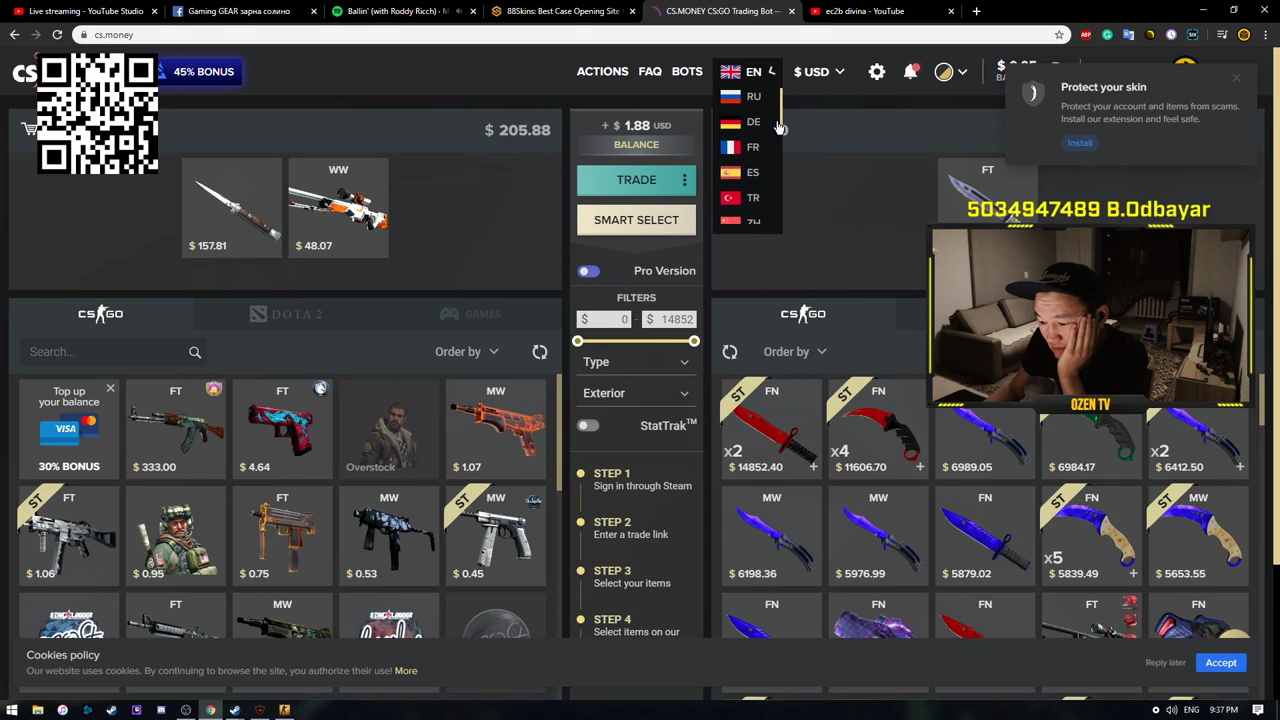 Live streaming - YouTube Studio
Gaming GEAR зарна солино
Ballin' (with Roddy Ricch)
88Skins: Best Case Opening Site
CS.MONEY CS:GO Trading Bot
ec2b divina - YouTube
cs.money
CS
45% BONUS
ACTIONS
FAQ
BOTS
EN
$ USD
RU
DE
FR
ES
TR
ZH
Protect your skin
Protect your account and items from scams.
Install our extension and feel safe.
Install
$ 205.88
+ $ 1.88 USD
BALANCE
TRADE
SMART SELECT
WW
$ 157.81
$ 48.07
FT
5034947489 B.Odbayar
OZEN TV
Pro Version
FILTERS
$ 0 - $ 14852
Type
Exterior
StatTrak™
STEP 1
Sign in through Steam
STEP 2
Enter a trade link
STEP 3
Select your items
STEP 4
Select items on our
CS:GO
DOTA 2
GAMES
Search...
Order by
Top up
your balance
VISA
30% BONUS
FT
$ 333.00
FT
$ 4.64
Overstock
MW
$ 1.07
ST FT
$ 1.06
$ 0.95
FT
$ 0.75
MW
$ 0.53
ST MW
$ 0.45
FT
MW
CS:GO
Order by
ST FN
x2
$ 14852.40 +
ST FN
x4
$ 11606.70 +
$ 6989.05
$ 6984.17
x2
$ 6412.50 +
MW
$ 6198.36
MW
$ 5976.99
FN
$ 5879.02
ST FN
x5
$ 5839.49 +
ST MW
$ 5653.55
FN
FN
FN
FT
FN
Cookies policy
Our website uses cookies. By continuing to browse the site, you authorize their use! More
Reply later
Accept
ENG
9:37 PM